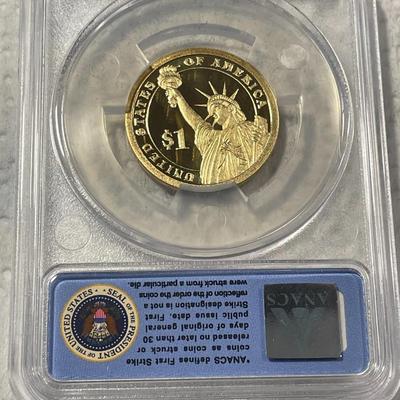 UNITED STATES OF AMERICA
$1
*ANACS defines First Strike
coins as coins struck or
released no later than 30
days of original general
public issue date. First
Strike designation is not a
reflection of the order the coins
were struck from a particular die.
SEAL OF THE PRESIDENT OF THE UNITED STATES
ANACS